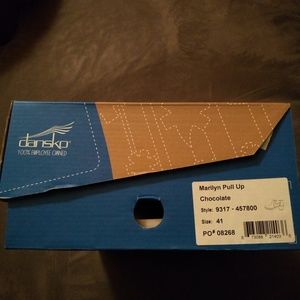 dansko
100% EMPLOYEE OWNED
Marilyn Pull Up
Chocolate
Style: 9317 - 457800
Size: 41
PO# 08268